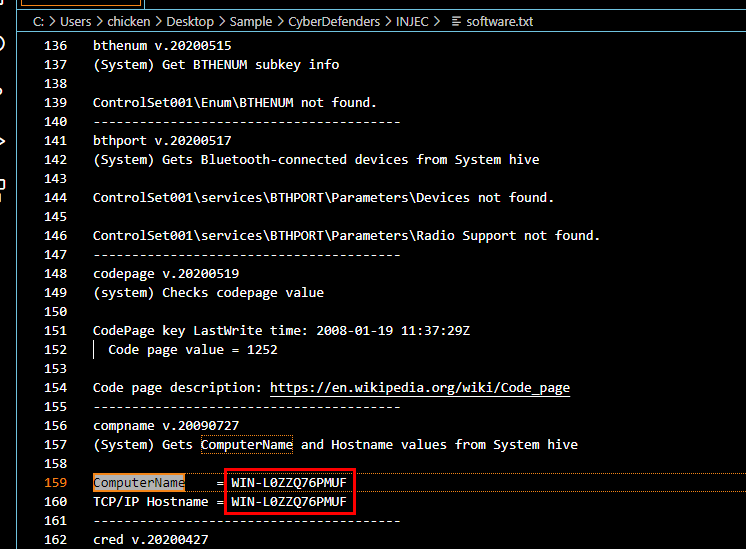 C: > Users > chicken > Desktop > Sample > CyberDefenders > INJEC > software.txt
136 bthenum v.20200515
137 (System) Get BTHENUM subkey info
138
139 ControlSet001\Enum\BTHENUM not found.
140 ----------------------------------------
141 bthport v.20200517
142 (System) Gets Bluetooth-connected devices from System hive
143
144 ControlSet001\services\BTHPORT\Parameters\Devices not found.
145
146 ControlSet001\services\BTHPORT\Parameters\Radio Support not found.
147 ----------------------------------------
148 codepage v.20200519
149 (system) Checks codepage value
150
151 CodePage key LastWrite time: 2008-01-19 11:37:29Z
152 Code page value = 1252
153
154 Code page description: https://en.wikipedia.org/wiki/Code_page
155 ----------------------------------------
156 compname v.20090727
157 (System) Gets ComputerName and Hostname values from System hive
158
159 ComputerName    = WIN-L0ZZQ76PMUF
160 TCP/IP Hostname = WIN-L0ZZQ76PMUF
161 ----------------------------------------
162 cred v.20200427